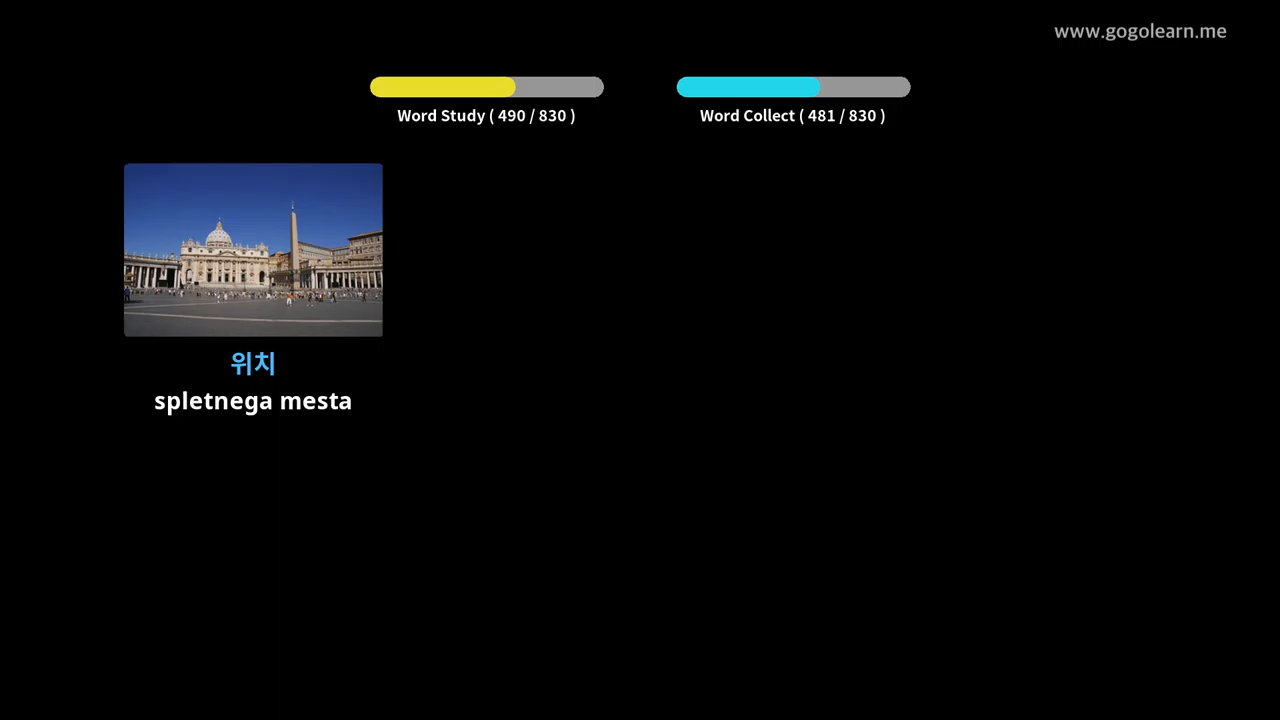 www.gogolearn.me
Word Study ( 490 / 830 )
Word Collect ( 481 / 830 )
위치
spletnega mesta